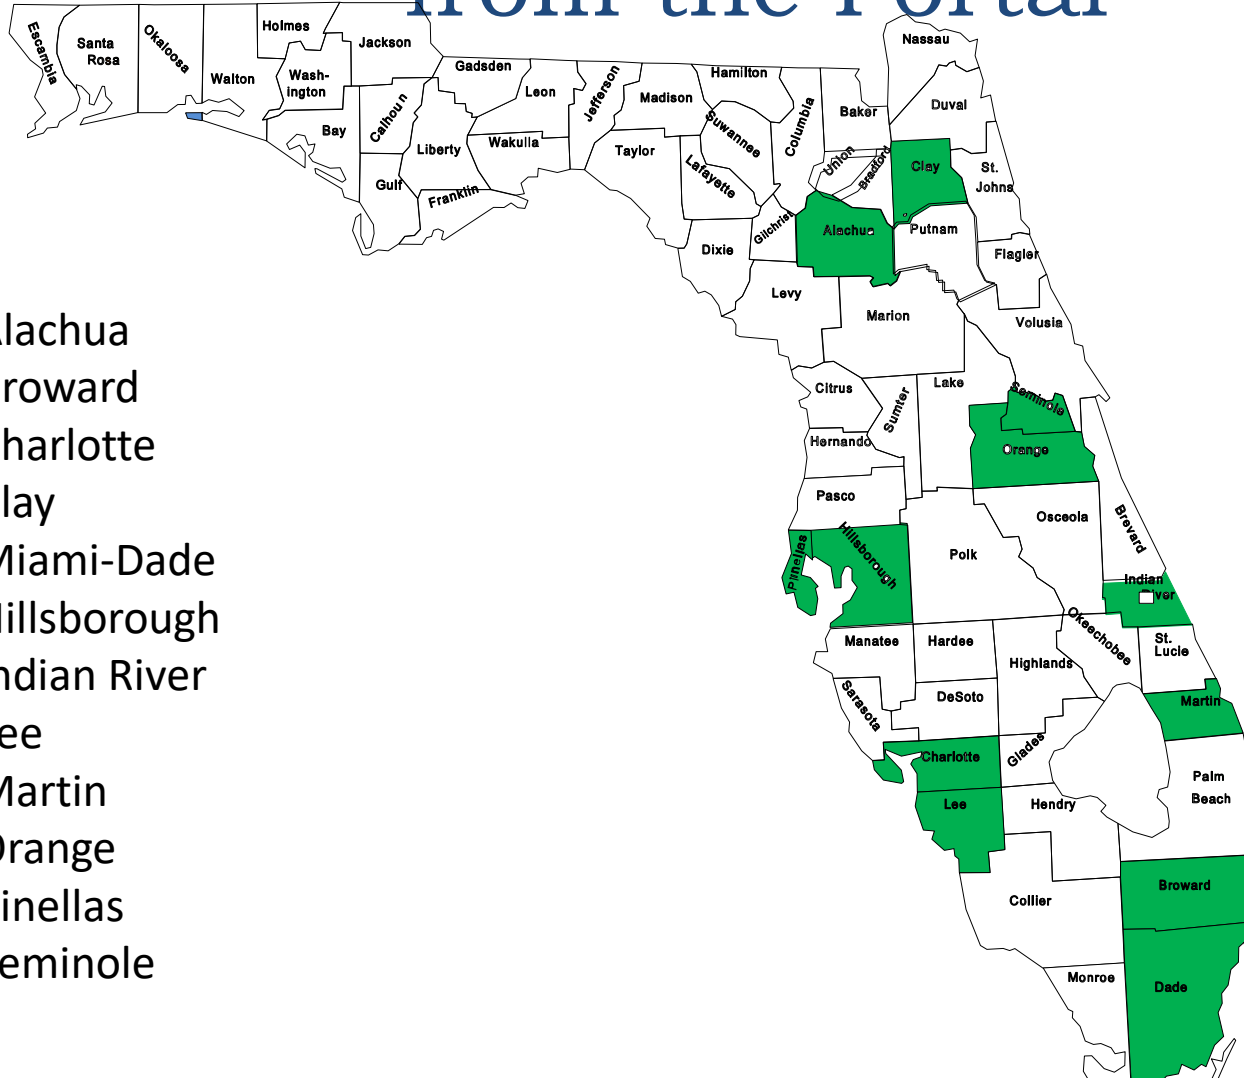 from the Portal
Escambia
Santa
Rosa
Okaloosa
Walton
Holmes
Wash-
ington
Jackson
Bay
Calhoun
Gulf
Liberty
Gadsden
Franklin
Leon
Wakulla
Jefferson
Madison
Taylor
Hamilton
Suwannee
Lafayette
Dixie
Columbia
Gilchrist
Baker
Union
Bradford
Nassau
Duval
Clay
St.
Johns
Alachua
Putnam
Flagler
Levy
Marion
Volusia
Citrus
Sumter
Lake
Seminole
Hernando
Orange
Pasco
Osceola
Brevard
Pinellas
Hillsborough
Polk
Indian
River
Manatee
Hardee
Highlands
Okeechobee
St.
Lucie
Sarasota
DeSoto
Martin
Charlotte
Glades
Palm
Beach
Lee
Hendry
Broward
Collier
Monroe
Dade
Alachua
roward
harlotte
lay
Miami-Dade
Hillsborough
ndian River
ee
Martin
Orange
inellas
eminole